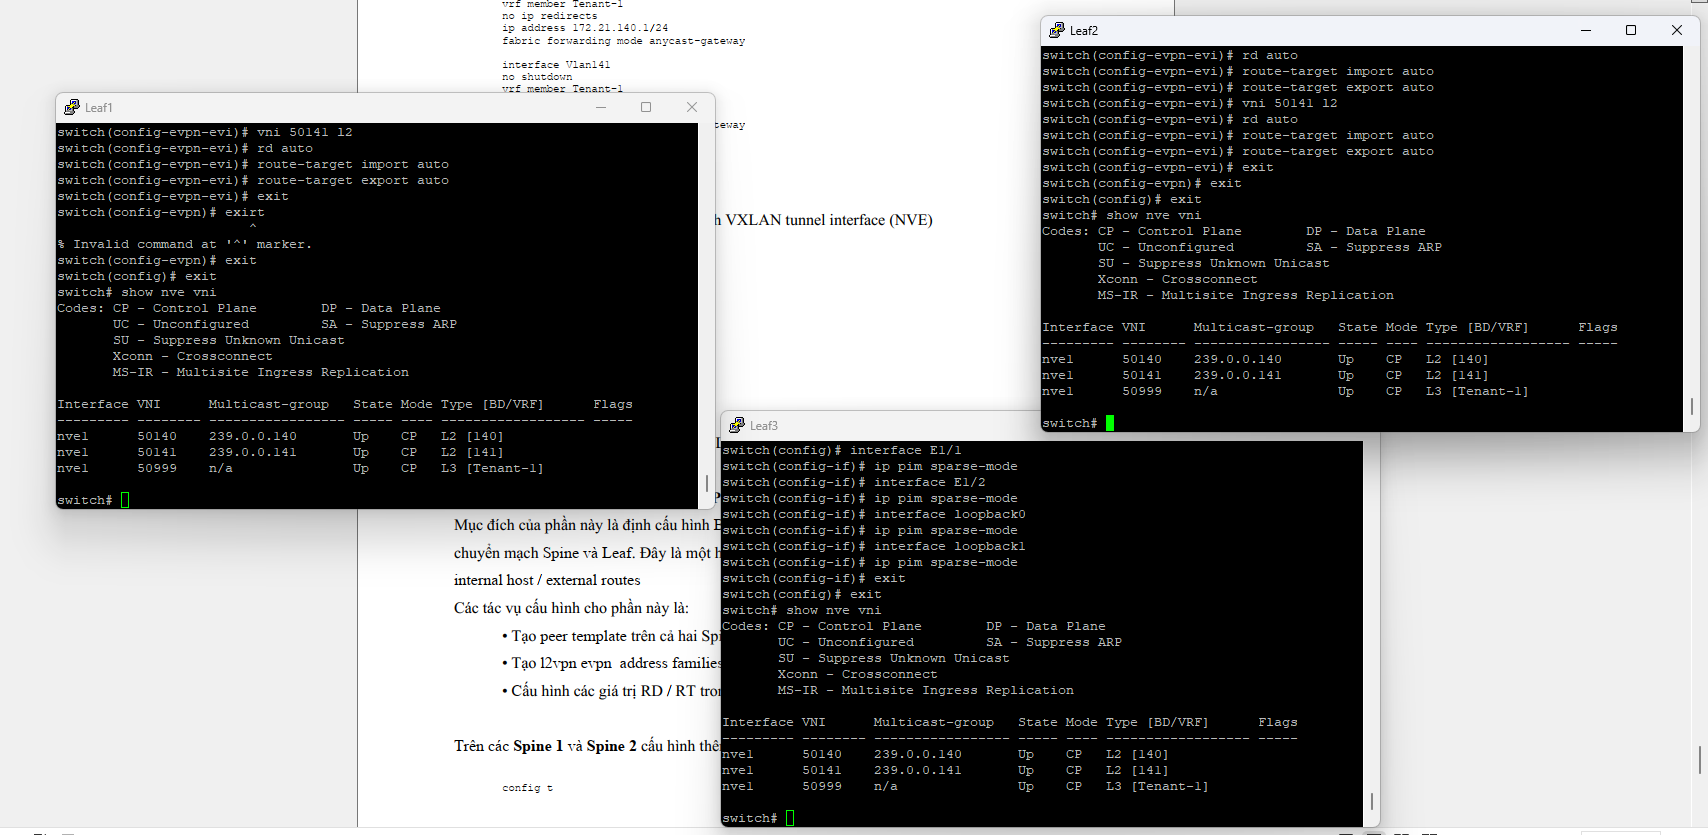 vrf member Tenant-1
no ip redirects
ip address 172.21.140.1/24
fabric forwarding mode anycast-gateway
interface Vlan141
no shutdown
vrf member Tenant-1
teway
h VXLAN tunnel interface (NVE)
Leaf1
switch(config-evpn-evi)# vni 50141 l2
switch(config-evpn-evi)# rd auto
switch(config-evpn-evi)# route-target import auto
switch(config-evpn-evi)# route-target export auto
switch(config-evpn-evi)# exit
switch(config-evpn)# exirt
^
% Invalid command at '^' marker.
switch(config-evpn)# exit
switch(config)# exit
switch# show nve vni
Codes: CP - Control Plane        DP - Data Plane
UC - Unconfigured         SA - Suppress ARP
SU - Suppress Unknown Unicast
Xconn - Crossconnect
MS-IR - Multisite Ingress Replication
Interface VNI      Multicast-group   State Mode Type [BD/VRF]      Flags
--------- -------- ----------------- ----- ---- ------------------ -----
nve1      50140    239.0.0.140       Up    CP   L2 [140]
nve1      50141    239.0.0.141       Up    CP   L2 [141]
nve1      50999    n/a               Up    CP   L3 [Tenant-1]
switch#
Leaf2
switch(config-evpn-evi)# rd auto
switch(config-evpn-evi)# route-target import auto
switch(config-evpn-evi)# route-target export auto
switch(config-evpn-evi)# vni 50141 l2
switch(config-evpn-evi)# rd auto
switch(config-evpn-evi)# route-target import auto
switch(config-evpn-evi)# route-target export auto
switch(config-evpn-evi)# exit
switch(config-evpn)# exit
switch(config)# exit
switch# show nve vni
Codes: CP - Control Plane        DP - Data Plane
UC - Unconfigured         SA - Suppress ARP
SU - Suppress Unknown Unicast
Xconn - Crossconnect
MS-IR - Multisite Ingress Replication
Interface VNI      Multicast-group   State Mode Type [BD/VRF]      Flags
--------- -------- ----------------- ----- ---- ------------------ -----
nve1      50140    239.0.0.140       Up    CP   L2 [140]
nve1      50141    239.0.0.141       Up    CP   L2 [141]
nve1      50999    n/a               Up    CP   L3 [Tenant-1]
switch#
Leaf3
switch(config)# interface E1/1
switch(config-if)# ip pim sparse-mode
switch(config-if)# interface E1/2
switch(config-if)# ip pim sparse-mode
switch(config-if)# interface loopback0
switch(config-if)# ip pim sparse-mode
switch(config-if)# interface loopback1
switch(config-if)# ip pim sparse-mode
switch(config-if)# exit
switch(config)# exit
switch# show nve vni
Codes: CP - Control Plane        DP - Data Plane
UC - Unconfigured         SA - Suppress ARP
SU - Suppress Unknown Unicast
Xconn - Crossconnect
MS-IR - Multisite Ingress Replication
Interface VNI      Multicast-group   State Mode Type [BD/VRF]      Flags
--------- -------- ----------------- ----- ---- ------------------ -----
nve1      50140    239.0.0.140       Up    CP   L2 [140]
nve1      50141    239.0.0.141       Up    CP   L2 [141]
nve1      50999    n/a               Up    CP   L3 [Tenant-1]
switch#
Mục đích của phần này là định cấu hình
chuyển mạch Spine và Leaf. Đây là một
internal host / external routes
Các tác vụ cấu hình cho phần này là:
• Tạo peer template trên cả hai Spi
• Tạo l2vpn evpn  address families
• Cấu hình các giá trị RD / RT
Trên các Spine 1 và Spine 2 cấu hình
config t